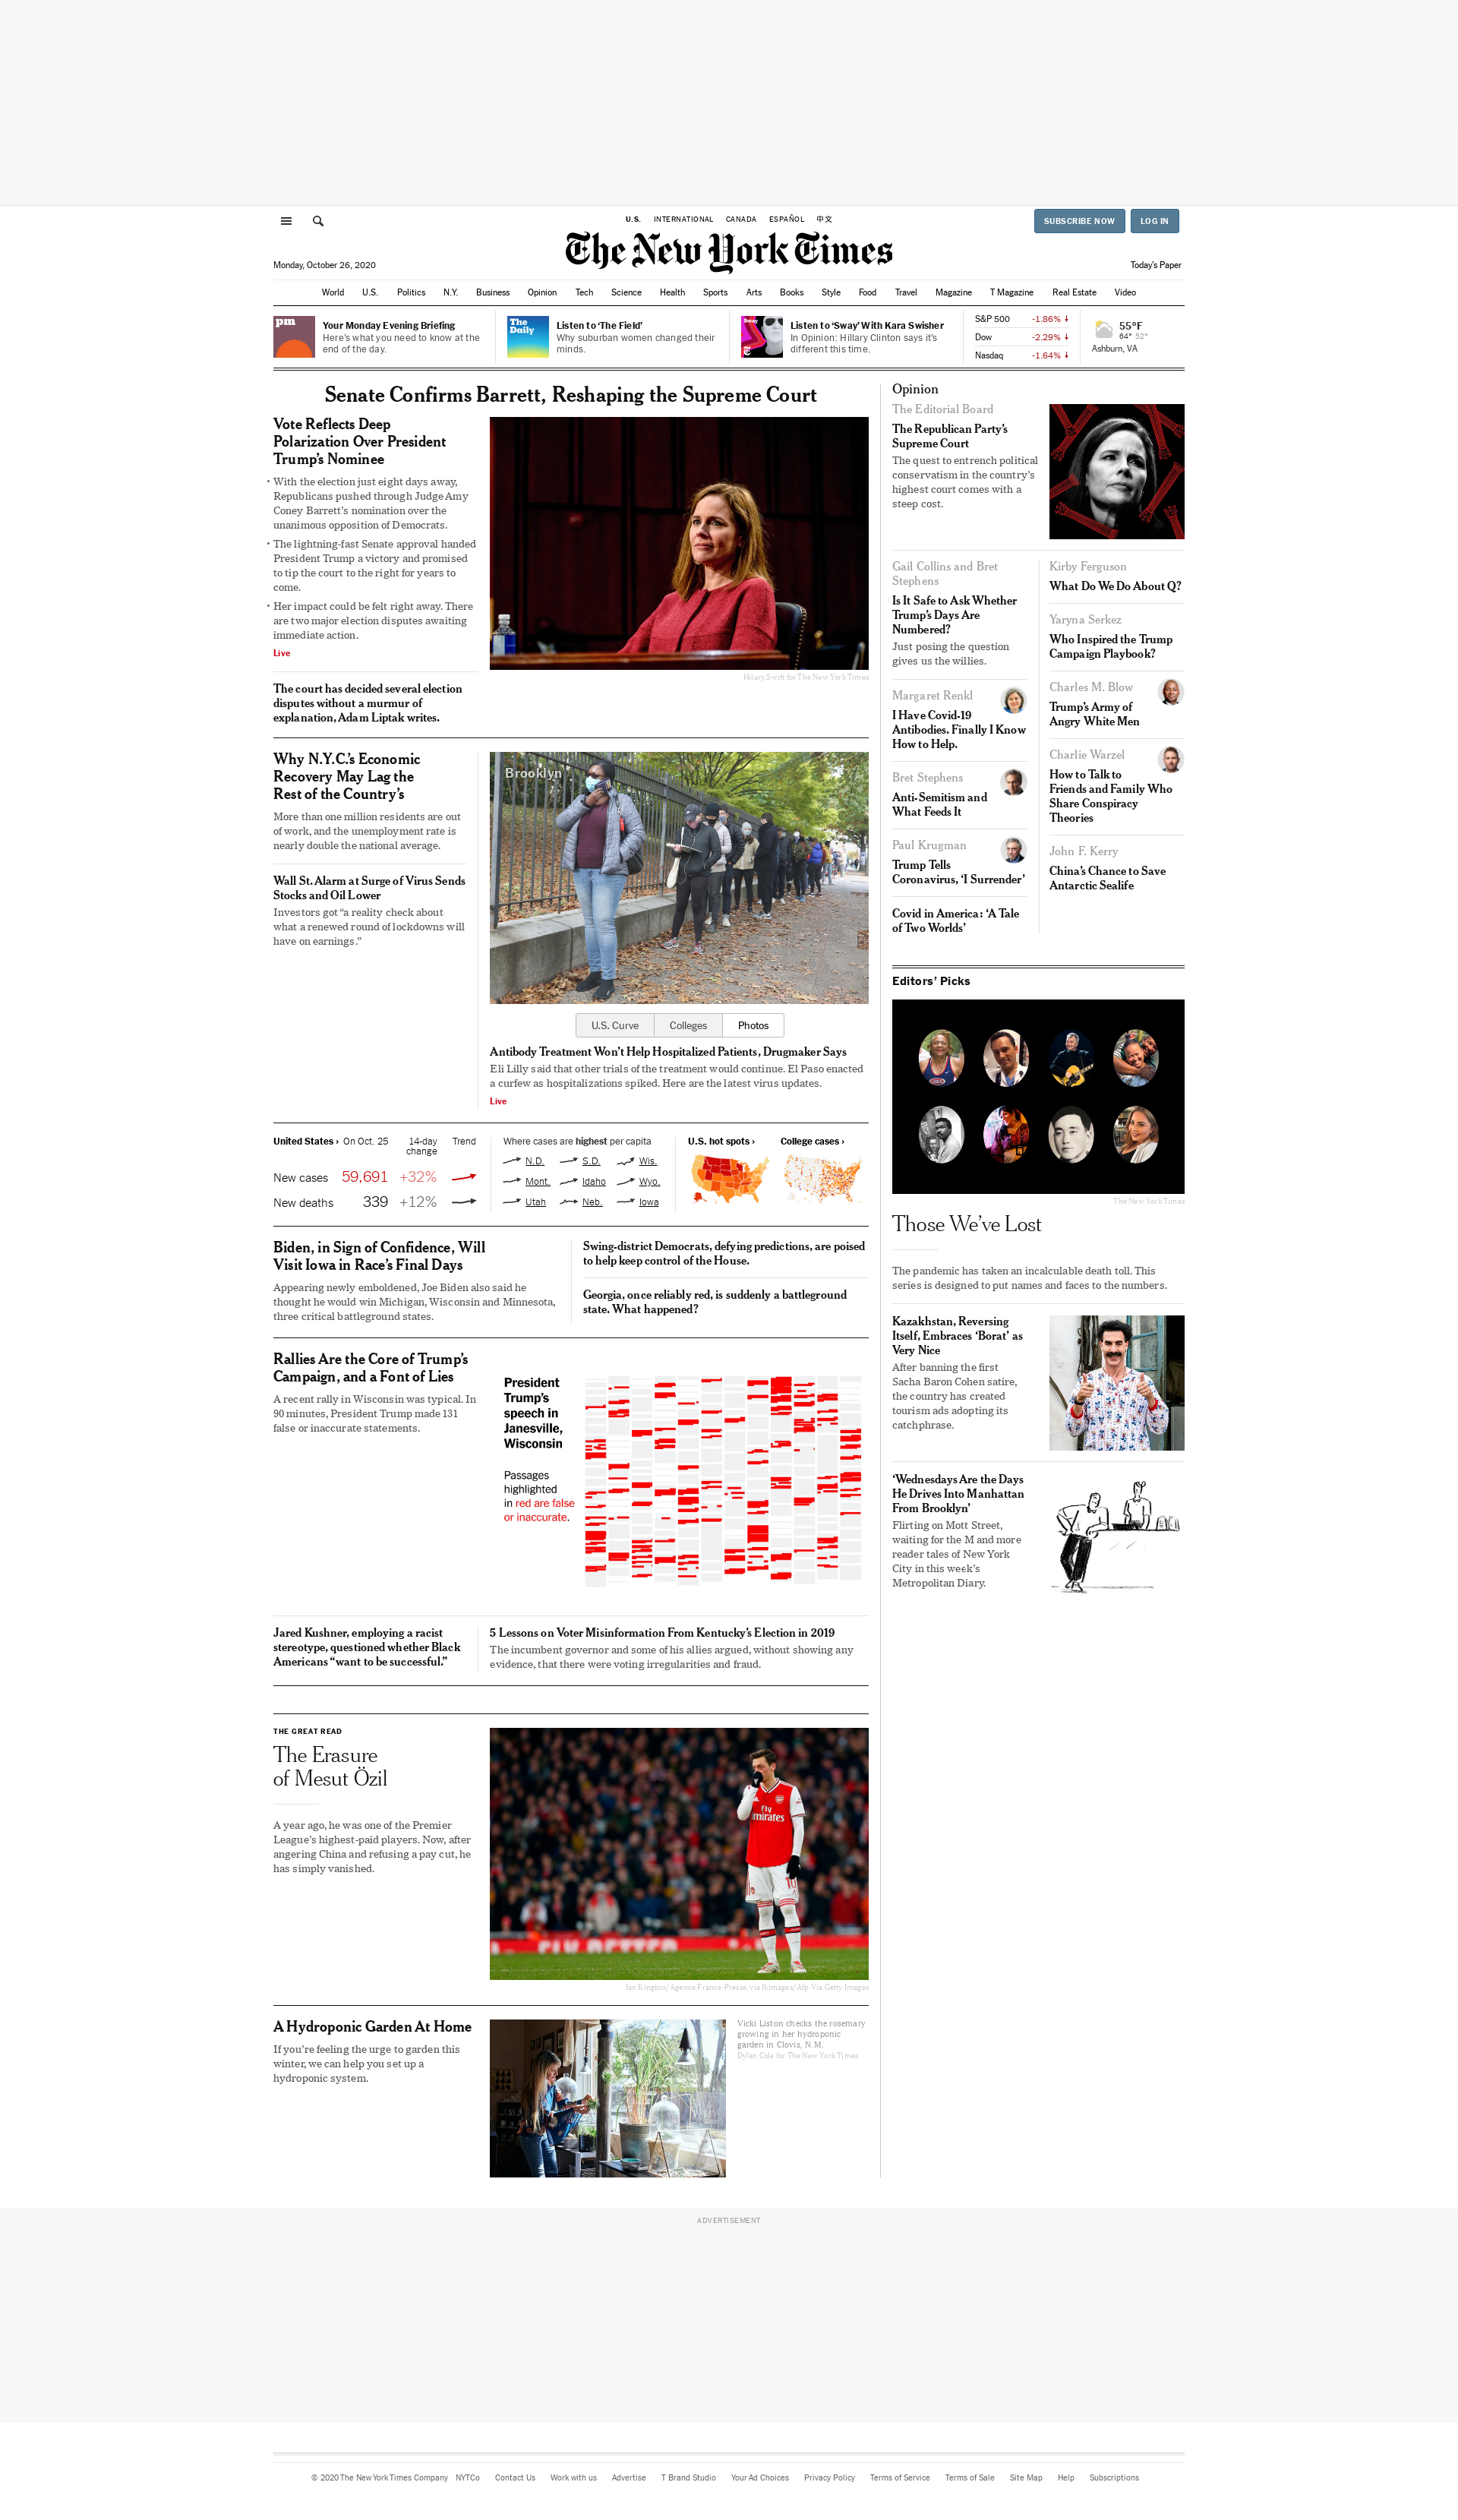 U.S. INTERNATIONAL CANADA ESPAÑOL 中文
SUBSCRIBE NOW LOG IN
The New York Times
Monday, October 26, 2020
Today's Paper
World U.S. Politics N.Y. Business Opinion Tech Science Health Sports Arts Books Style Food Travel Magazine T Magazine Real Estate Video
pm
Your Monday Evening Briefing
Here's what you need to know at the
end of the day.
The
Daily
Listen to 'The Field'
Why suburban women changed their
minds.
Listen to 'Sway' With Kara Swisher
In Opinion: Hillary Clinton says it's
different this time.
S&P 500 -1.86%
Dow -2.29%
Nasdaq -1.64%
55°F
64° 52°
Ashburn, VA
Senate Confirms Barrett, Reshaping the Supreme Court
Vote Reflects Deep
Polarization Over President
Trump's Nominee
• With the election just eight days away,
Republicans pushed through Judge Amy
Coney Barrett's nomination over the
unanimous opposition of Democrats.
• The lightning-fast Senate approval handed
President Trump a victory and promised
to tip the court to the right for years to
come.
• Her impact could be felt right away. There
are two major election disputes awaiting
immediate action.
Live
Hilary Swift for The New York Times
The court has decided several election
disputes without a murmur of
explanation, Adam Liptak writes.
Why N.Y.C.'s Economic
Recovery May Lag the
Rest of the Country's
More than one million residents are out
of work, and the unemployment rate is
nearly double the national average.
Wall St. Alarm at Surge of Virus Sends
Stocks and Oil Lower
Investors got "a reality check about
what a renewed round of lockdowns will
have on earnings."
Brooklyn
U.S. Curve Colleges Photos
Antibody Treatment Won't Help Hospitalized Patients, Drugmaker Says
Eli Lilly said that other trials of the treatment would continue. El Paso enacted
a curfew as hospitalizations spiked. Here are the latest virus updates.
Live
United States › On Oct. 25 14-day Trend
change
New cases 59,691 +32%
New deaths 339 +12%
Where cases are highest per capita
N.D. S.D. Wis.
Mont. Idaho Wyo.
Utah Neb. Iowa
U.S. hot spots › College cases ›
Biden, in Sign of Confidence, Will
Visit Iowa in Race's Final Days
Appearing newly emboldened, Joe Biden also said he
thought he would win Michigan, Wisconsin and Minnesota,
three critical battleground states.
Swing-district Democrats, defying predictions, are poised
to help keep control of the House.
Georgia, once reliably red, is suddenly a battleground
state. What happened?
Rallies Are the Core of Trump's
Campaign, and a Font of Lies
A recent rally in Wisconsin was typical. In
90 minutes, President Trump made 131
false or inaccurate statements.
President
Trump's
speech in
Janesville,
Wisconsin
Passages
highlighted
in red are false
or inaccurate.
Jared Kushner, employing a racist
stereotype, questioned whether Black
Americans "want to be successful."
5 Lessons on Voter Misinformation From Kentucky's Election in 2019
The incumbent governor and some of his allies argued, without showing any
evidence, that there were voting irregularities and fraud.
THE GREAT READ
The Erasure
of Mesut Özil
A year ago, he was one of the Premier
League's highest-paid players. Now, after
angering China and refusing a pay cut, he
has simply vanished.
Fly
Emirates
Ian Kington/Agence France-Presse, via Ikimages/Afp Via Getty Images
A Hydroponic Garden At Home
If you're feeling the urge to garden this
winter, we can help you set up a
hydroponic system.
Vicki Liston checks the rosemary
growing in her hydroponic
garden in Clovis, N.M.
Dylan Cole for The New York Times
Opinion
The Editorial Board
The Republican Party's
Supreme Court
The quest to entrench political
conservatism in the country's
highest court comes with a
steep cost.
Gail Collins and Bret
Stephens
Is It Safe to Ask Whether
Trump's Days Are
Numbered?
Just posing the question
gives us the willies.
Margaret Renkl
I Have Covid-19
Antibodies. Finally I Know
How to Help.
Bret Stephens
Anti-Semitism and
What Feeds It
Paul Krugman
Trump Tells
Coronavirus, 'I Surrender'
Covid in America: 'A Tale
of Two Worlds'
Kirby Ferguson
What Do We Do About Q?
Yaryna Serkez
Who Inspired the Trump
Campaign Playbook?
Charles M. Blow
Trump's Army of
Angry White Men
Charlie Warzel
How to Talk to
Friends and Family Who
Share Conspiracy
Theories
John F. Kerry
China's Chance to Save
Antarctic Sealife
Editors' Picks
The New York Times
Those We've Lost
The pandemic has taken an incalculable death toll. This
series is designed to put names and faces to the numbers.
Kazakhstan, Reversing
Itself, Embraces 'Borat' as
Very Nice
After banning the first
Sacha Baron Cohen satire,
the country has created
tourism ads adopting its
catchphrase.
'Wednesdays Are the Days
He Drives Into Manhattan
From Brooklyn'
Flirting on Mott Street,
waiting for the M and more
reader tales of New York
City in this week's
Metropolitan Diary.
ADVERTISEMENT
© 2020 The New York Times Company NYTCo Contact Us Work with us Advertise T Brand Studio Your Ad Choices Privacy Policy Terms of Service Terms of Sale Site Map Help Subscriptions